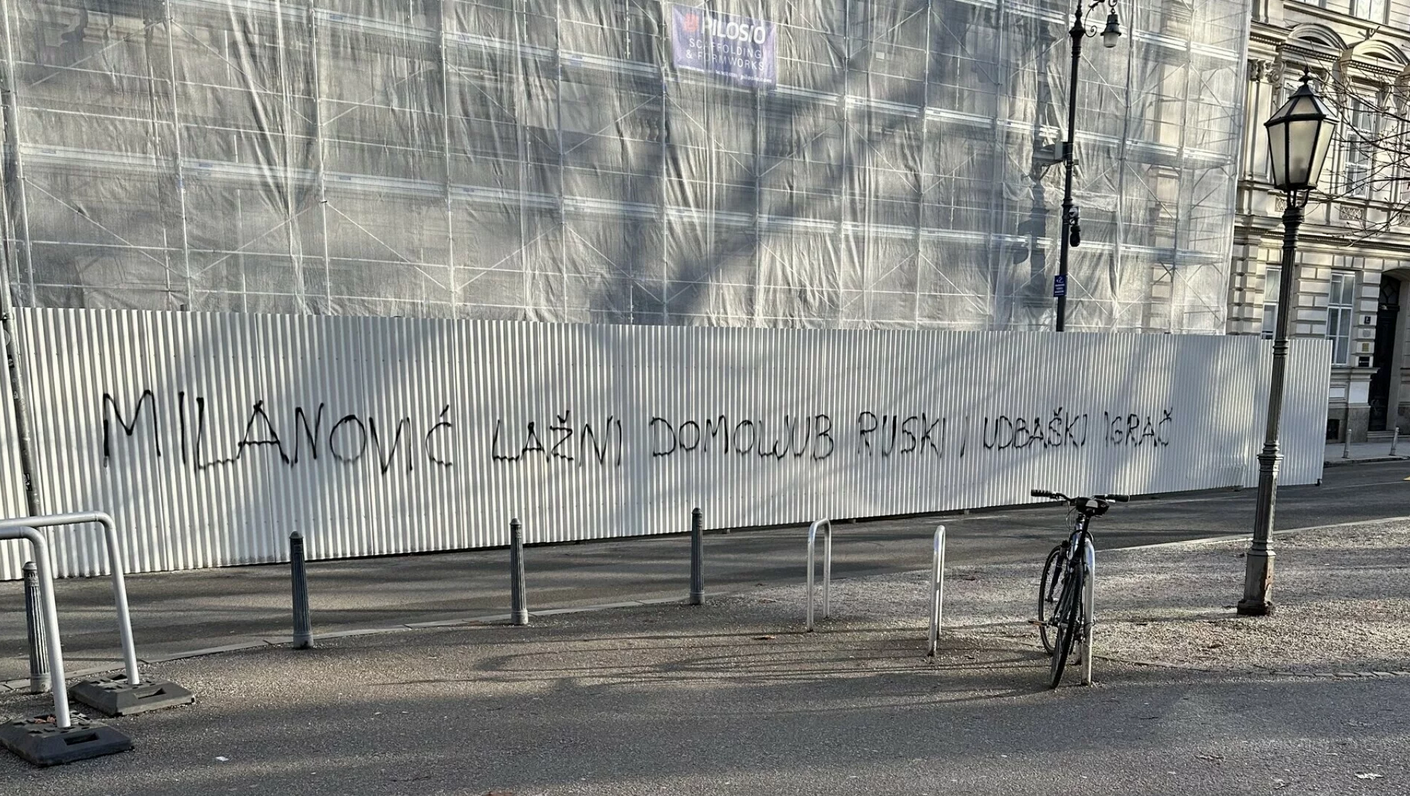 PILOSIO
SCAFFOLDING
& FORMWORKS
MILANOVIĆ LAŽNI DOMOLJUB RUSKI I UDBAŠKI IGRAČ